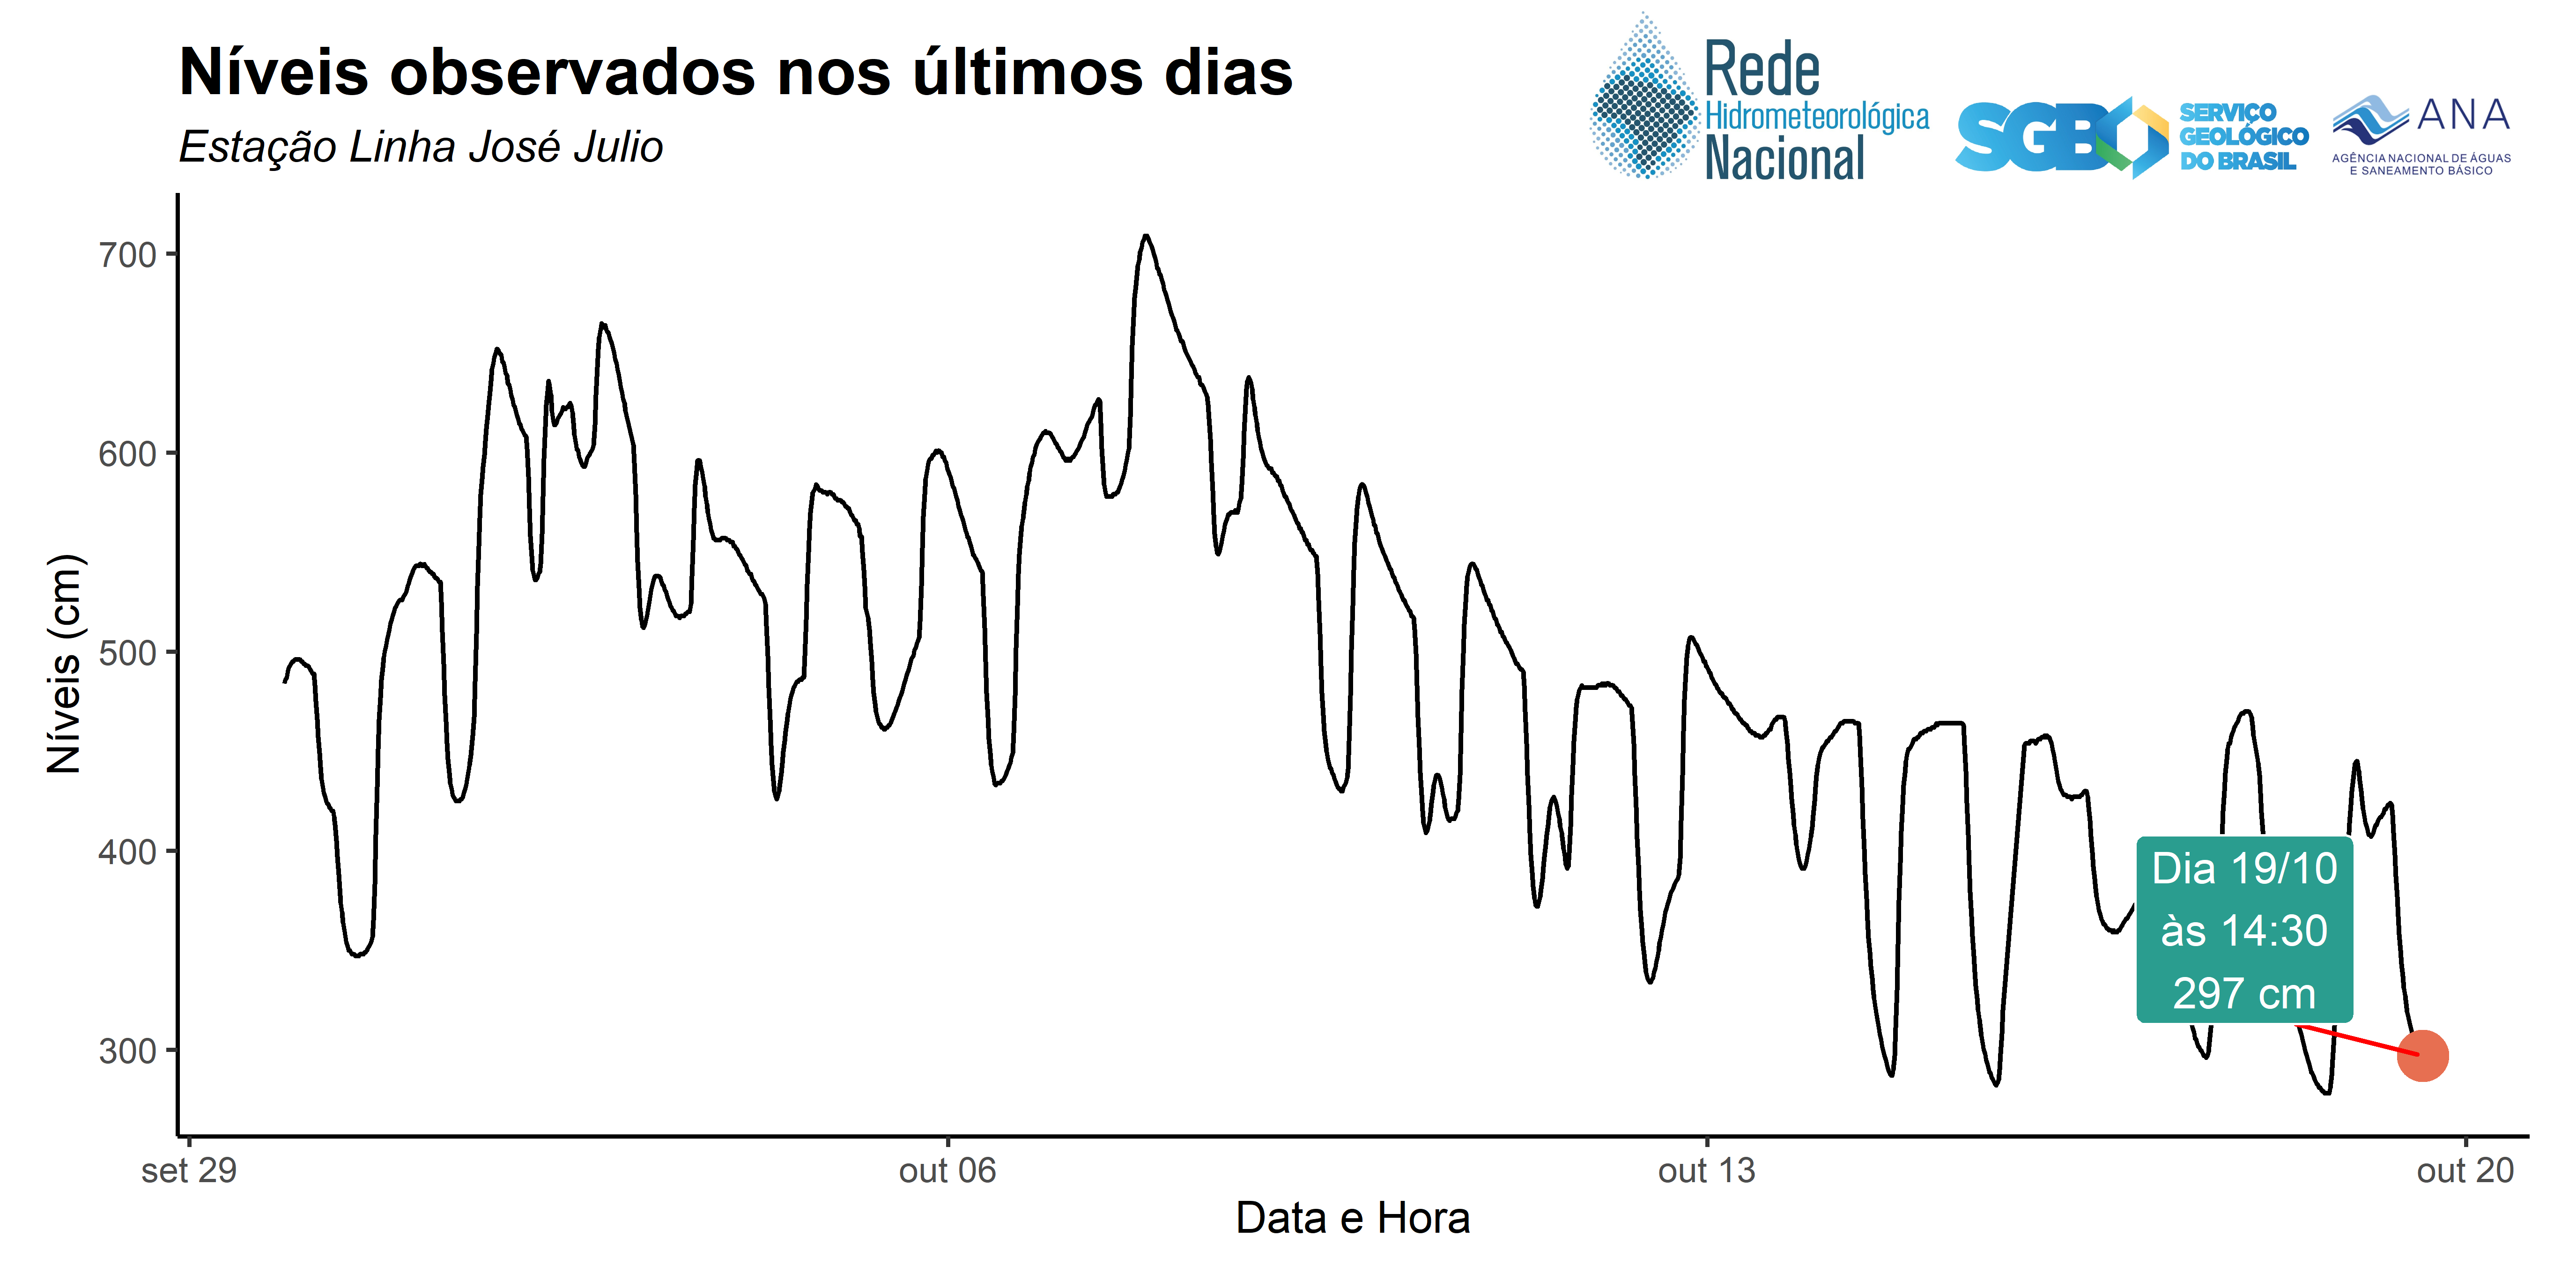 Níveis observados nos últimos dias
Estação Linha José Julio
Rede
Hidrometeorológica
Nacional
SGB
SERVIÇO
GEOLÓGICO
DO BRASIL
ANA
AGÊNCIA NACIONAL DE ÁGUAS
E SANEAMENTO BÁSICO
Níveis (cm)
700
600
500
400
300
Dia 19/10
às 14:30
297 cm
set 29
out 06
out 13
out 20
Data e Hora